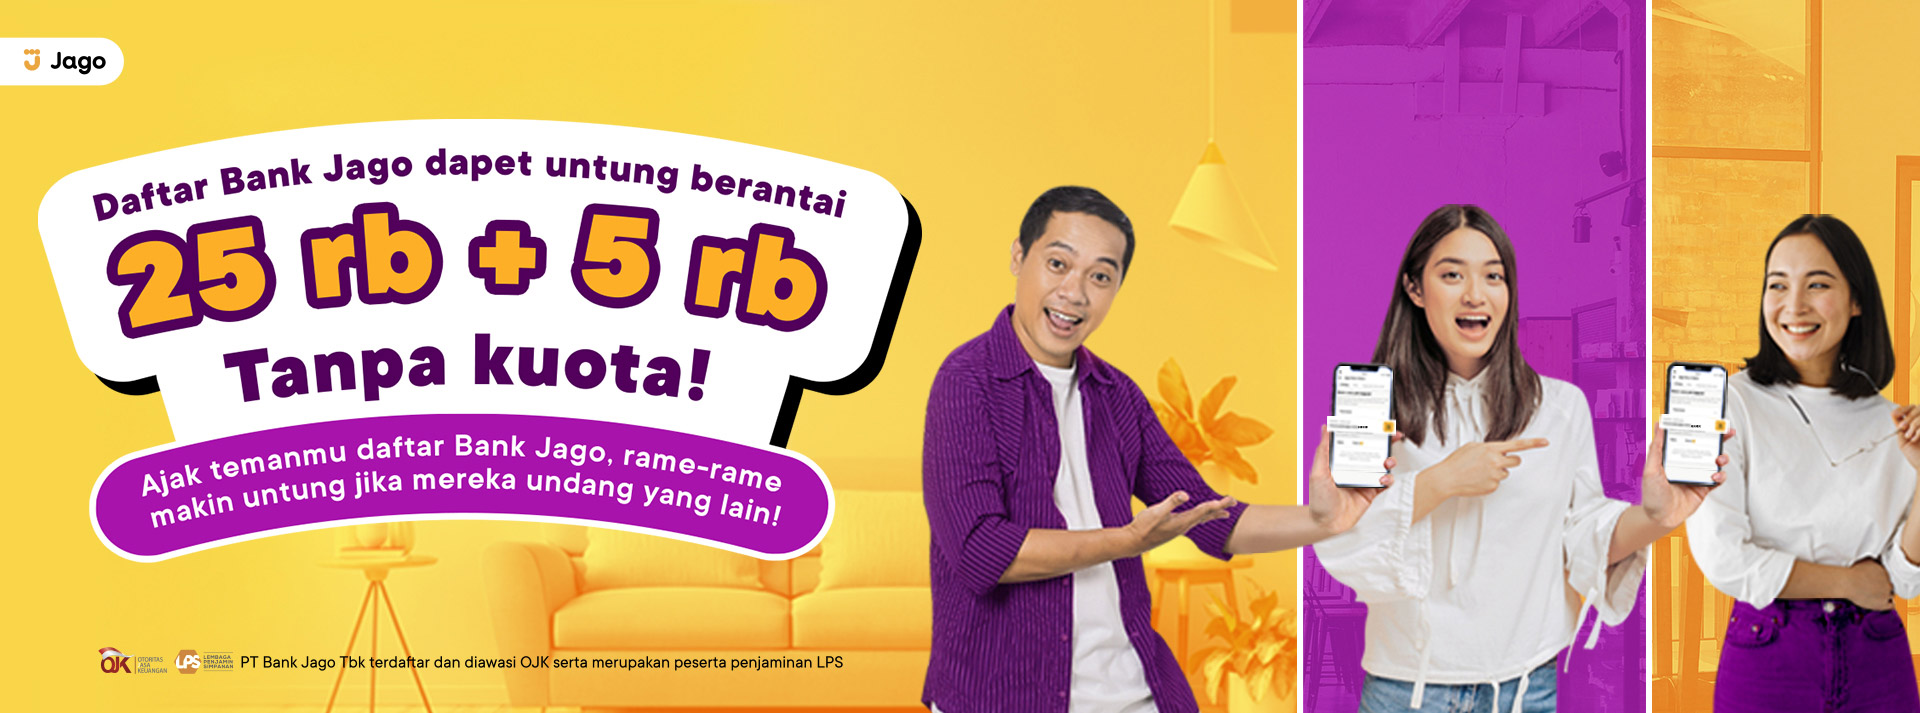 Jago
Daftar Bank Jago dapet untung berantai
25 rb + 5 rb
Tanpa kuota!
Ajak temanmu daftar Bank Jago, rame-rame
makin untung jika mereka undang yang lain!
OJK
OTORITAS
JASA
KEUANGAN
LPS
LEMBAGA
PENJAMIN
SIMPANAN
PT Bank Jago Tbk terdaftar dan diawasi OJK serta merupakan peserta penjaminan LPS